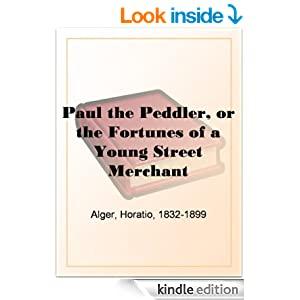 LOOK INSIDE!
Paul the Peddler, or
the Fortunes of a
Young Street
Merchant
Alger, Horatio, 1832-1899
kindle edition